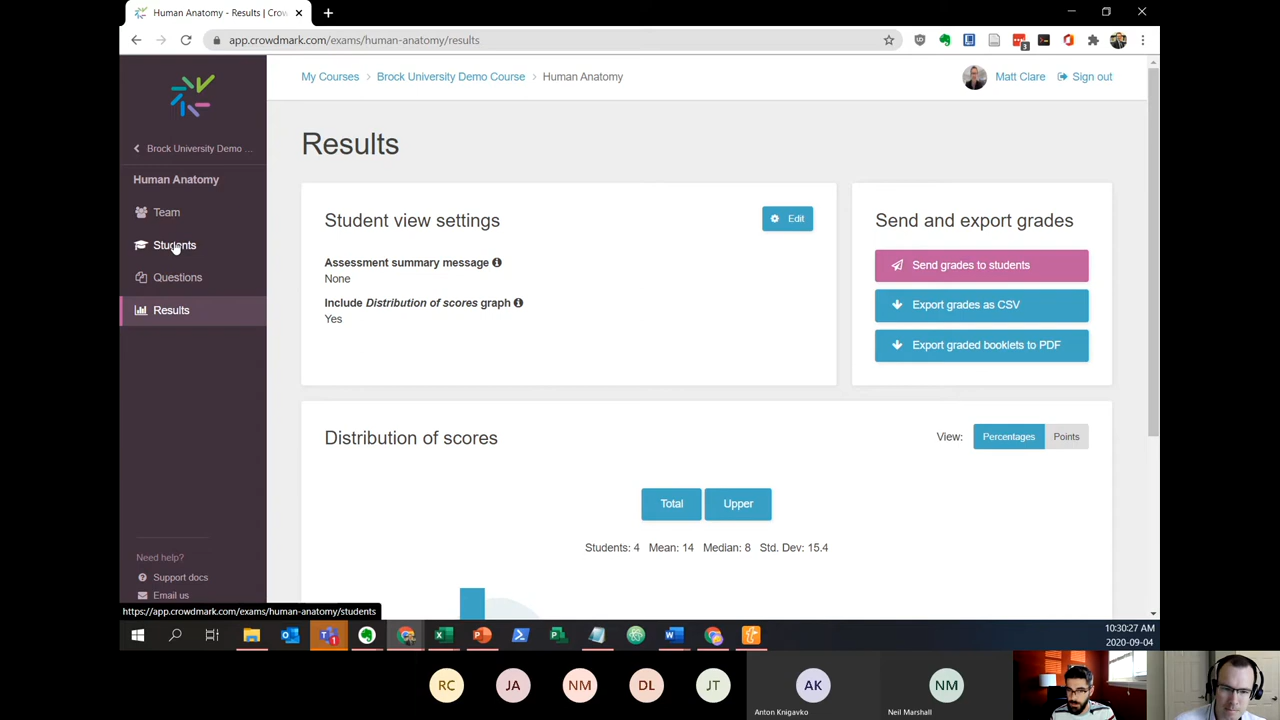 Human Anatomy - Results | Crow
app.crowdmark.com/exams/human-anatomy/results
3
My Courses > Brock University Demo Course > Human Anatomy
Matt Clare
Sign out
Brock University Demo ...
Human Anatomy
Team
Students
Questions
Results
Need help?
Support docs
Email us
Results
Student view settings
Edit
Assessment summary message
None
Include Distribution of scores graph
Yes
Send and export grades
Send grades to students
Export grades as CSV
Export graded booklets to PDF
Distribution of scores
View: Percentages Points
Total Upper
Students: 4 Mean: 14 Median: 8 Std. Dev: 15.4
https://app.crowdmark.com/exams/human-anatomy/students
10:30:27 AM
2020-09-04
RC JA NM DL JT AK NM
Anton Knigavko
Neil Marshall